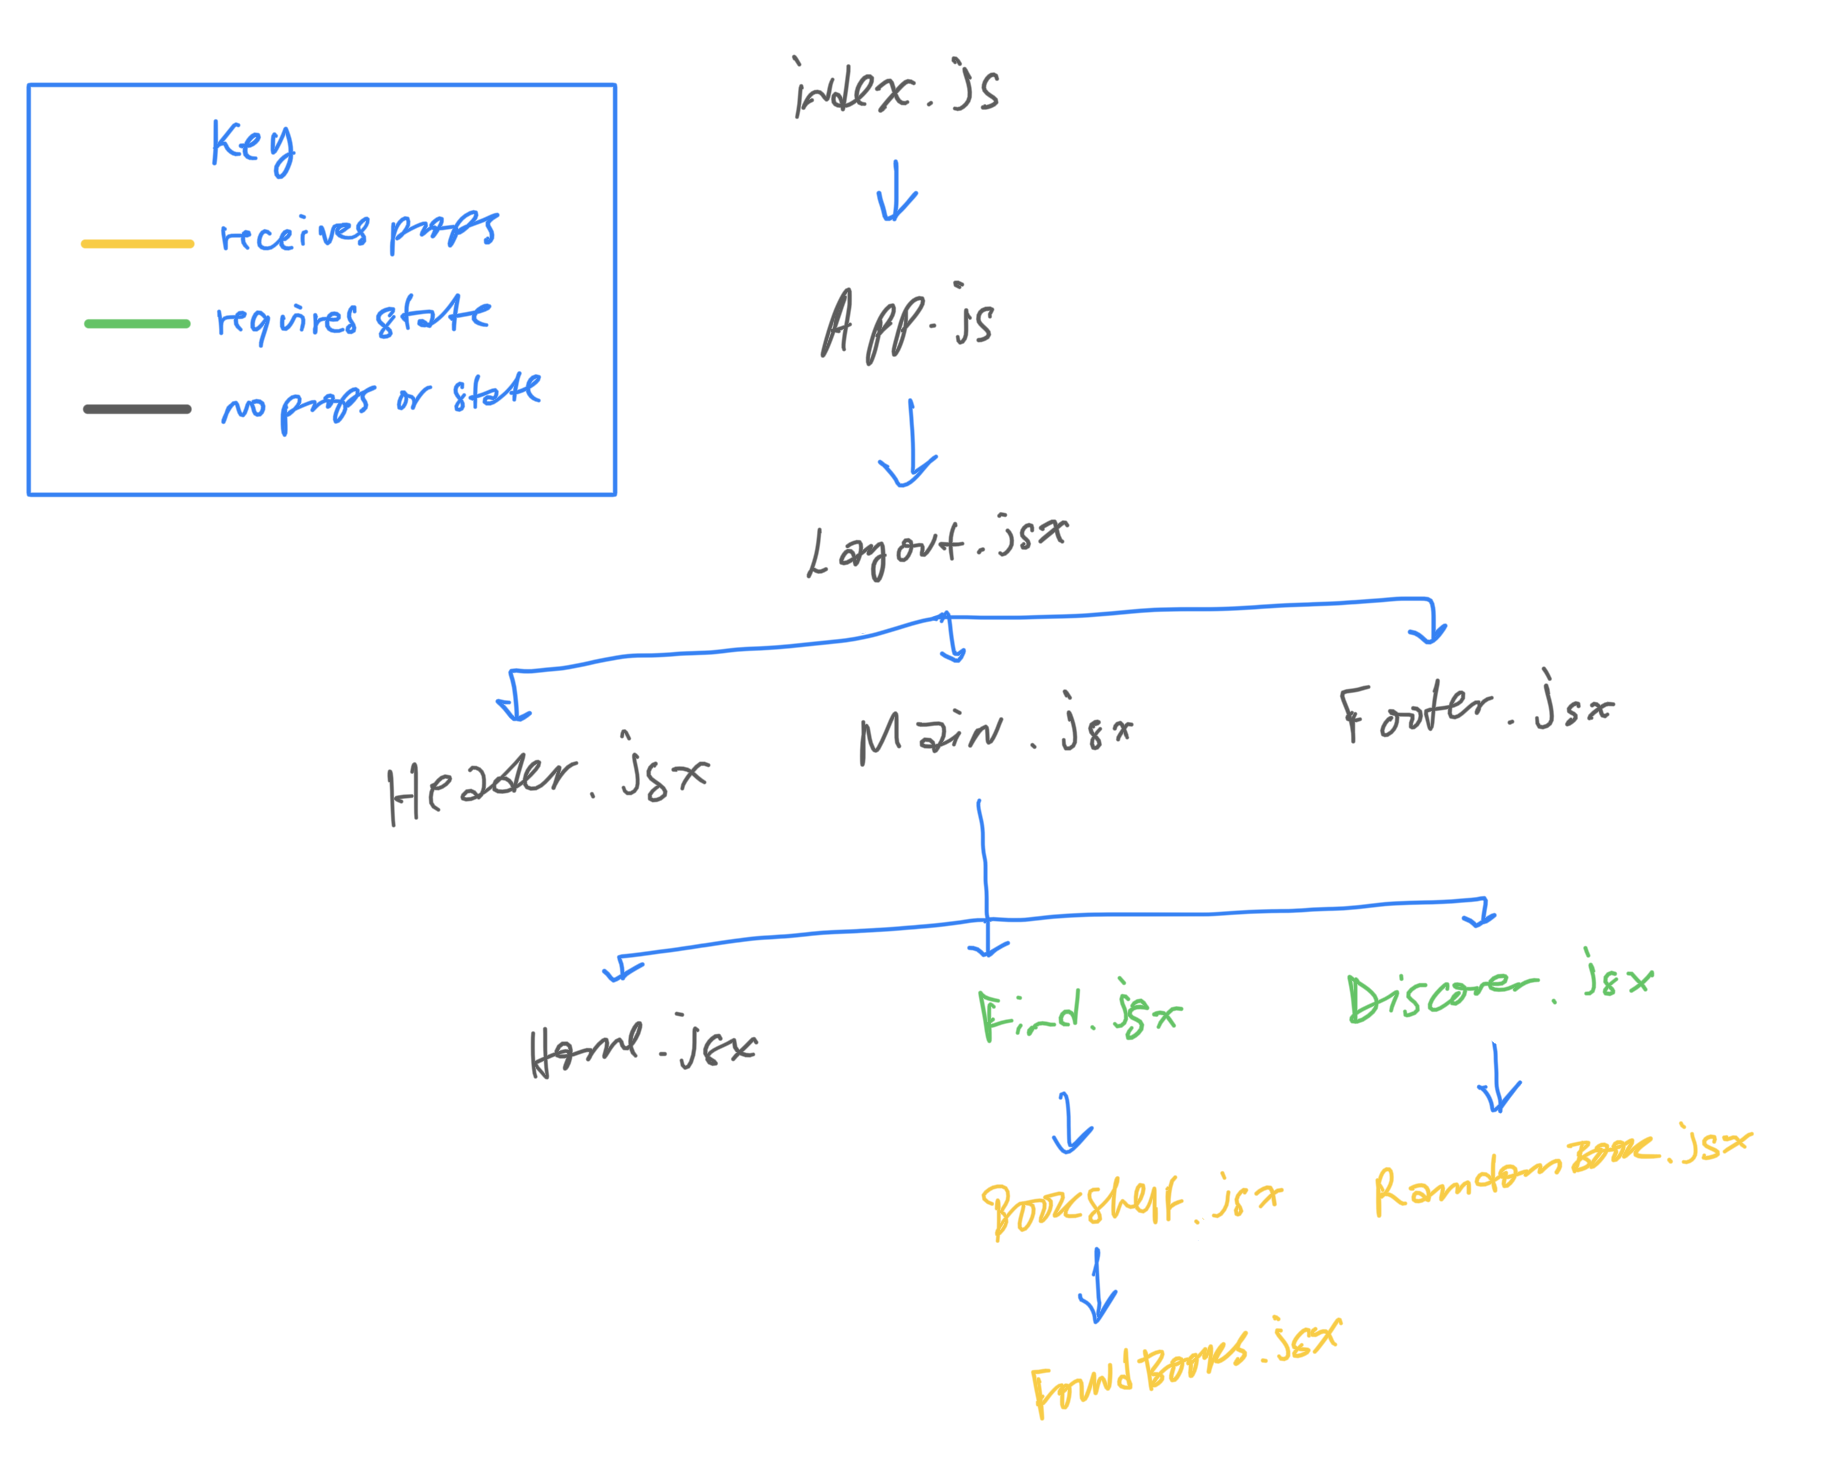 index.js
Key
receives props
requires state
no props or state
App.js
Layout.jsx
Header.jsx
Main.jsx
Footer.jsx
Home.jsx
Find.jsx
Discover.jsx
Bookshelf.jsx
RandomBook.jsx
FoundBooks.jsx